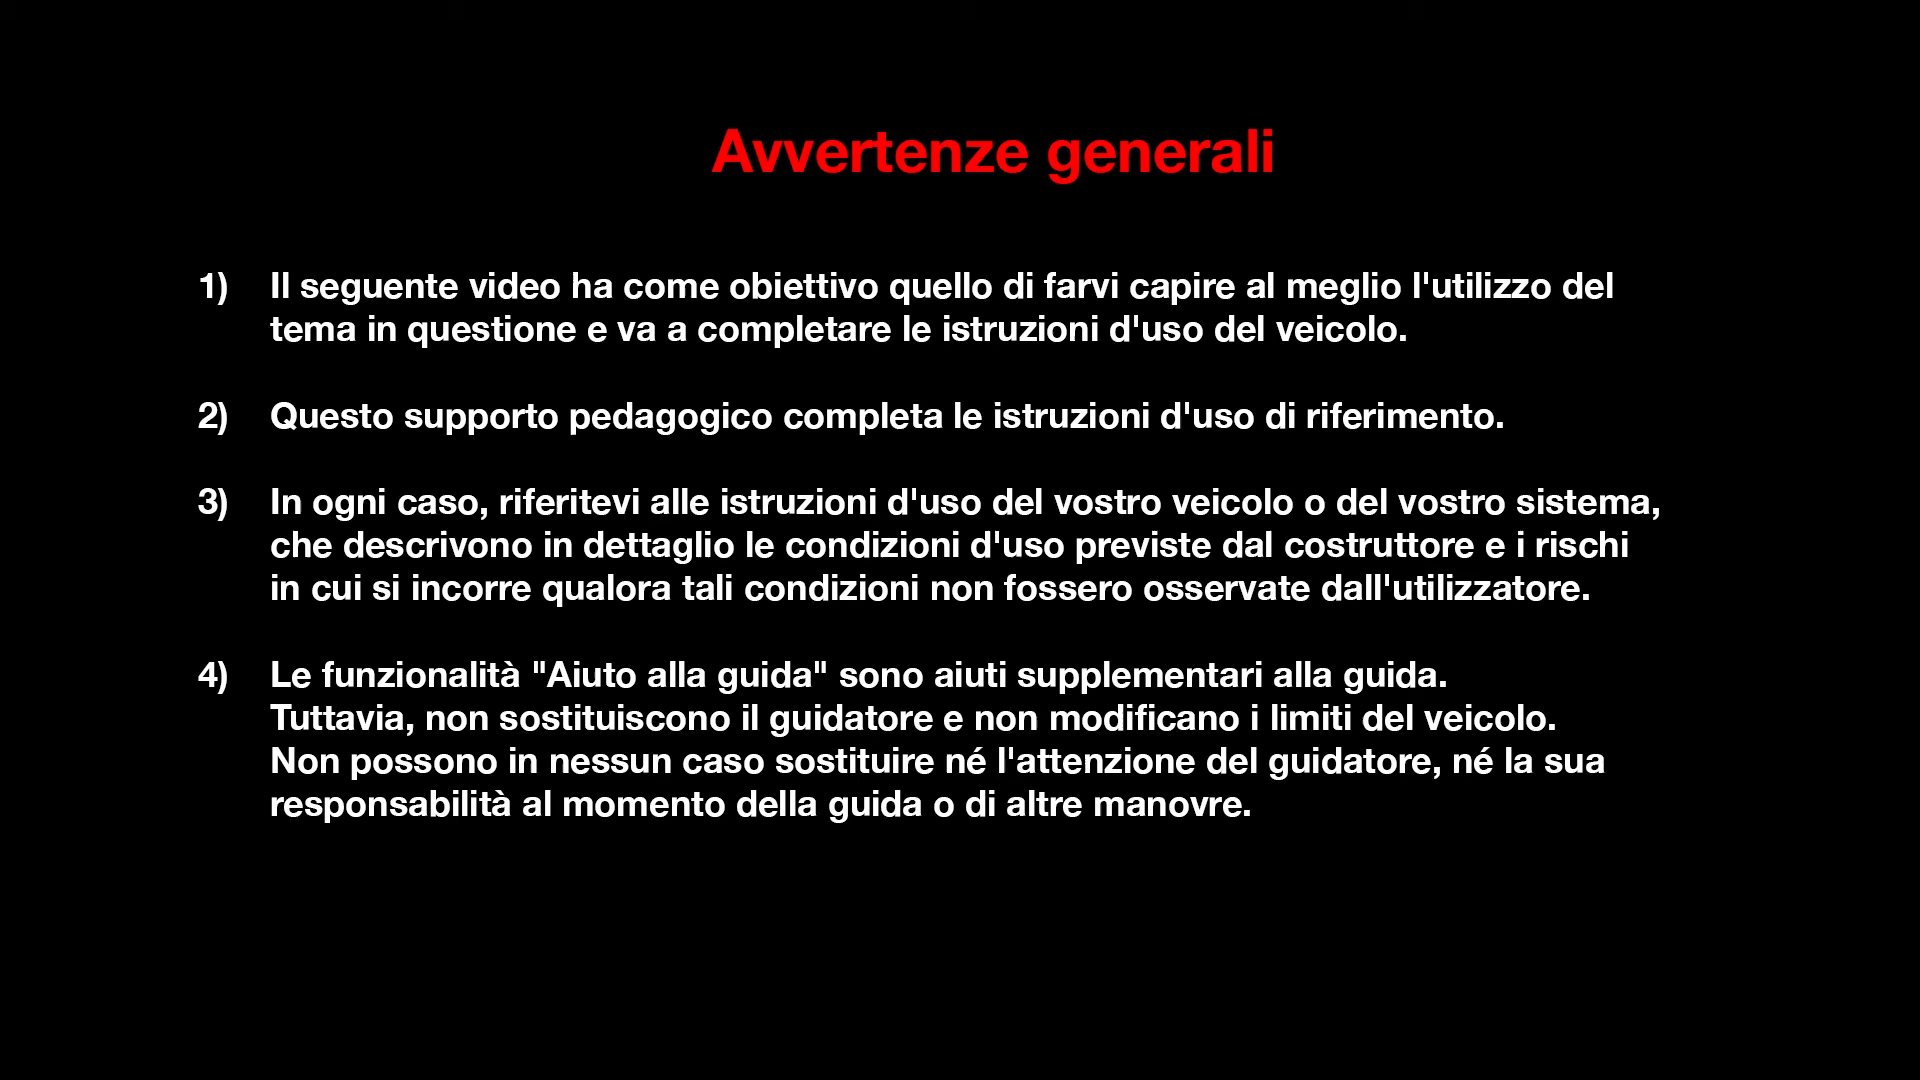 Avvertenze generali
1) Il seguente video ha come obiettivo quello di farvi capire al meglio l'utilizzo del
tema in questione e va a completare le istruzioni d'uso del veicolo.
2) Questo supporto pedagogico completa le istruzioni d'uso di riferimento.
3) In ogni caso, riferitevi alle istruzioni d'uso del vostro veicolo o del vostro sistema,
che descrivono in dettaglio le condizioni d'uso previste dal costruttore e i rischi
in cui si incorre qualora tali condizioni non fossero osservate dall'utilizzatore.
4) Le funzionalità "Aiuto alla guida" sono aiuti supplementari alla guida.
Tuttavia, non sostituiscono il guidatore e non modificano i limiti del veicolo.
Non possono in nessun caso sostituire né l'attenzione del guidatore, né la sua
responsabilità al momento della guida o di altre manovre.